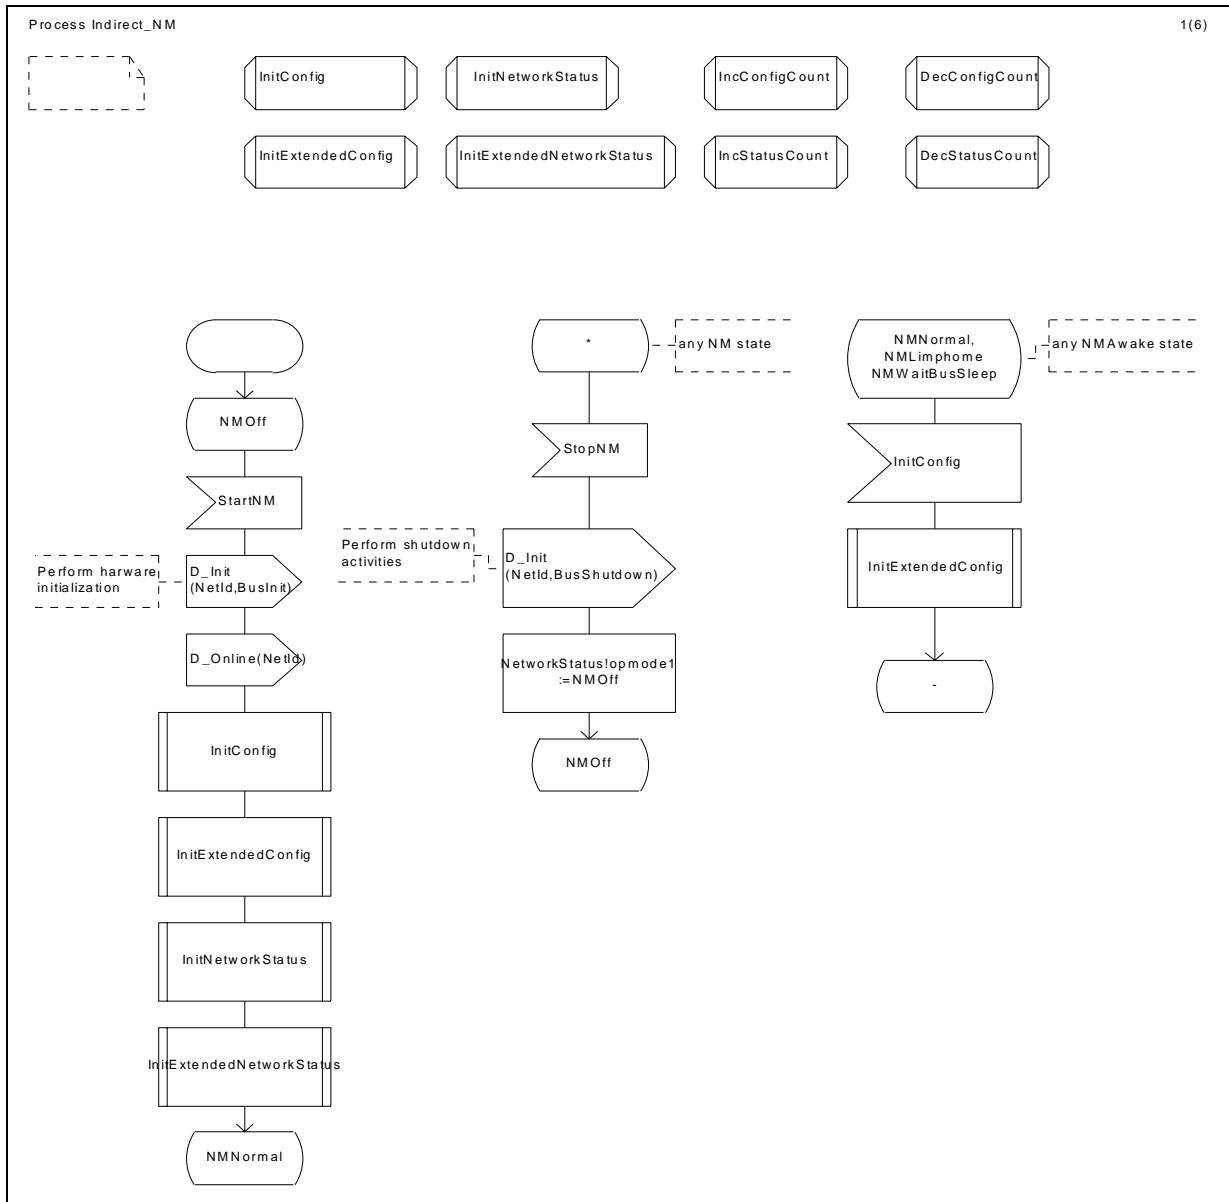 Process Indirect_NM
1(6)
InitConfig
InitNetworkStatus
IncConfigCount
DecConfigCount
InitExtendedConfig
InitExtendedNetworkStatus
IncStatusCount
DecStatusCount
NMOff
StartNM
Perform harware
initialization
D_Init
(NetId,BusInit)
D_Online(NetId)
InitConfig
InitExtendedConfig
InitNetworkStatus
InitExtendedNetworkStatus
NMNormal
*
any NM state
StopNM
Perform shutdown
activities
D_Init
(NetId,BusShutdown)
NetworkStatus!opmode1
:=NMOff
NMOff
NMNormal,
NMLimphome
NMWaitBusSleep
any NMAwake state
InitConfig
InitExtendedConfig
-